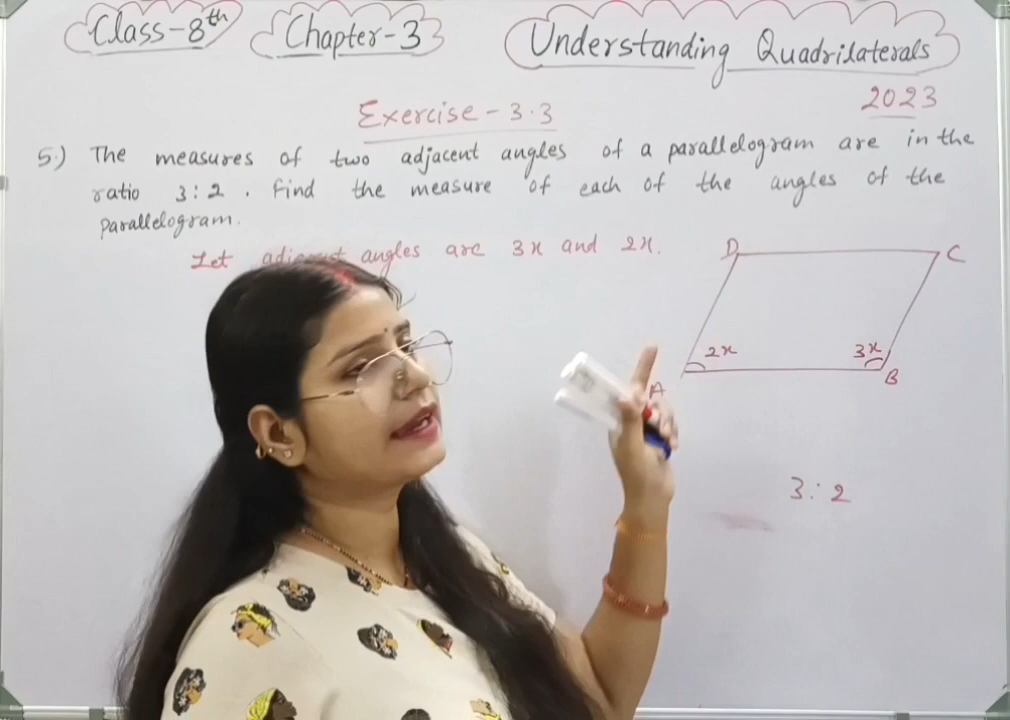 Class-8th Chapter-3 Understanding Quadrilaterals
Exercise-3.3 2023
5.) The measures of two adjacent angles of a parallelogram are in the
ratio 3:2. find the measure of each of the angles of the
Parallelogram.
Let adjacent angles are 3x and 2x.
D C
2x 3x
A B
3:2